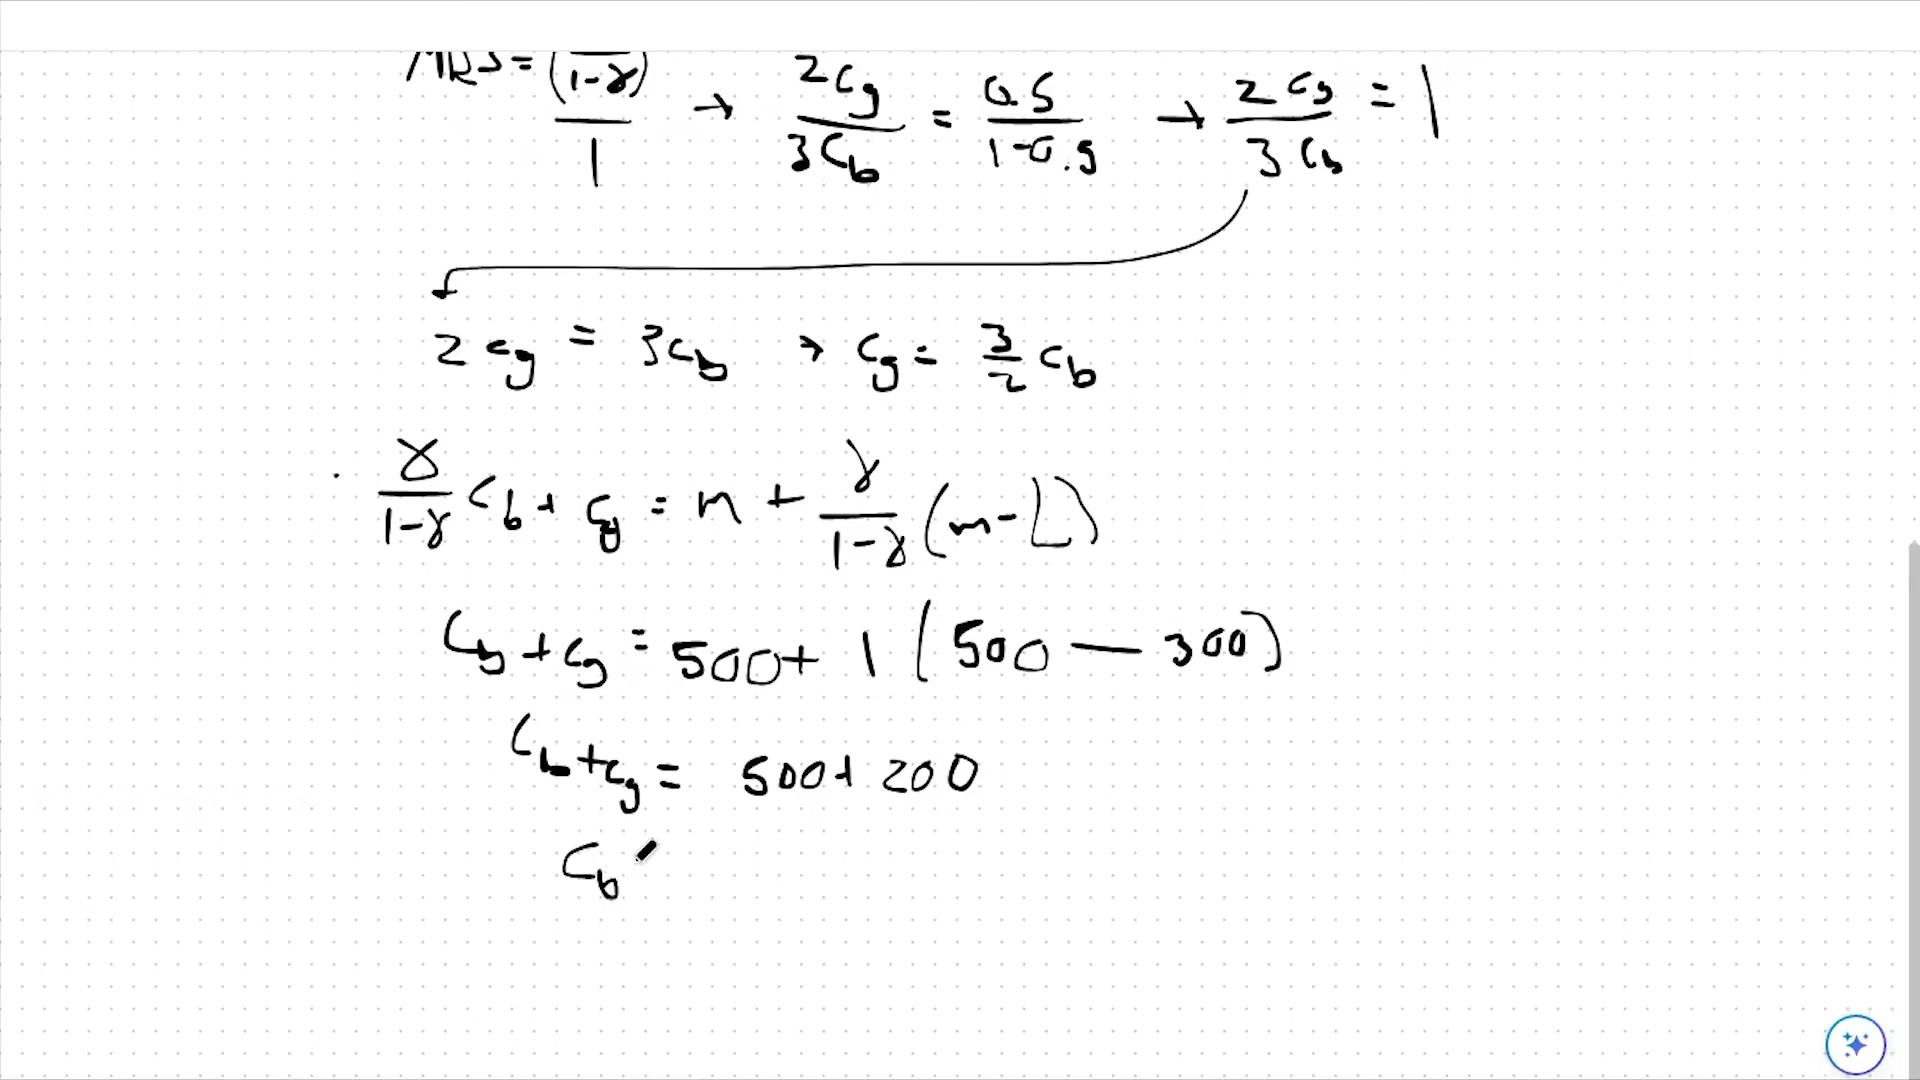 MRS = (γ/1-γ)/1 → 2Cg/3Cb = 0.5/1-0.5 → 2Cg/3Cb = 1
2Cg = 3Cb → Cg = 3/2 Cb
γ/1-γ Cb + Cg = m + γ/1-γ (m-L)
Cb + Cg = 500 + 1 (500 - 300)
Cb + Cg = 500 + 200
Cb